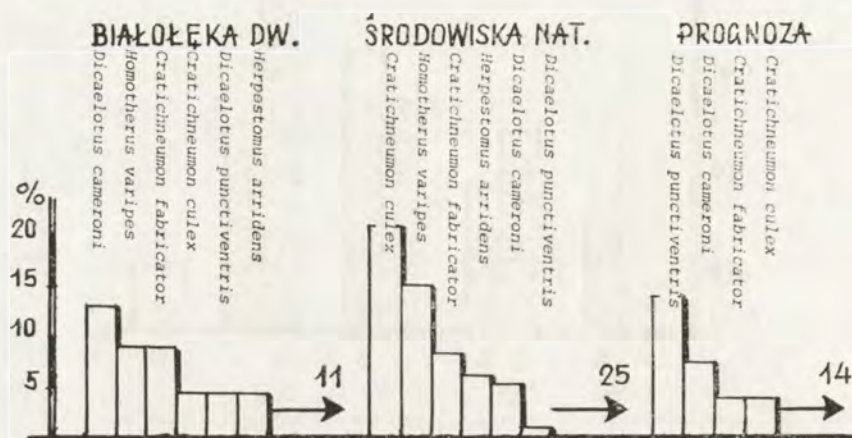 BIAŁOŁĘKA DW.
ŚRODOWISKA NAT.
PROGNOZA
Dicaelotus cameroni
Homotherus varipes
Cratichneumon fabricator
Cratichneumon culex
Dicaelotus punctiventris
Herpestomus arridens
Cratichneumon culex
Homotherus varipes
Cratichneumon fabricator
Herpestomus arridens
Dicaelotus cameroni
Dicaelotus punctiventris
Dicaelotus punctiventris
Dicaelotus cameroni
Cratichneumon fabricator
Cratichneumon culex
%
20
15
10
5
11
25
14